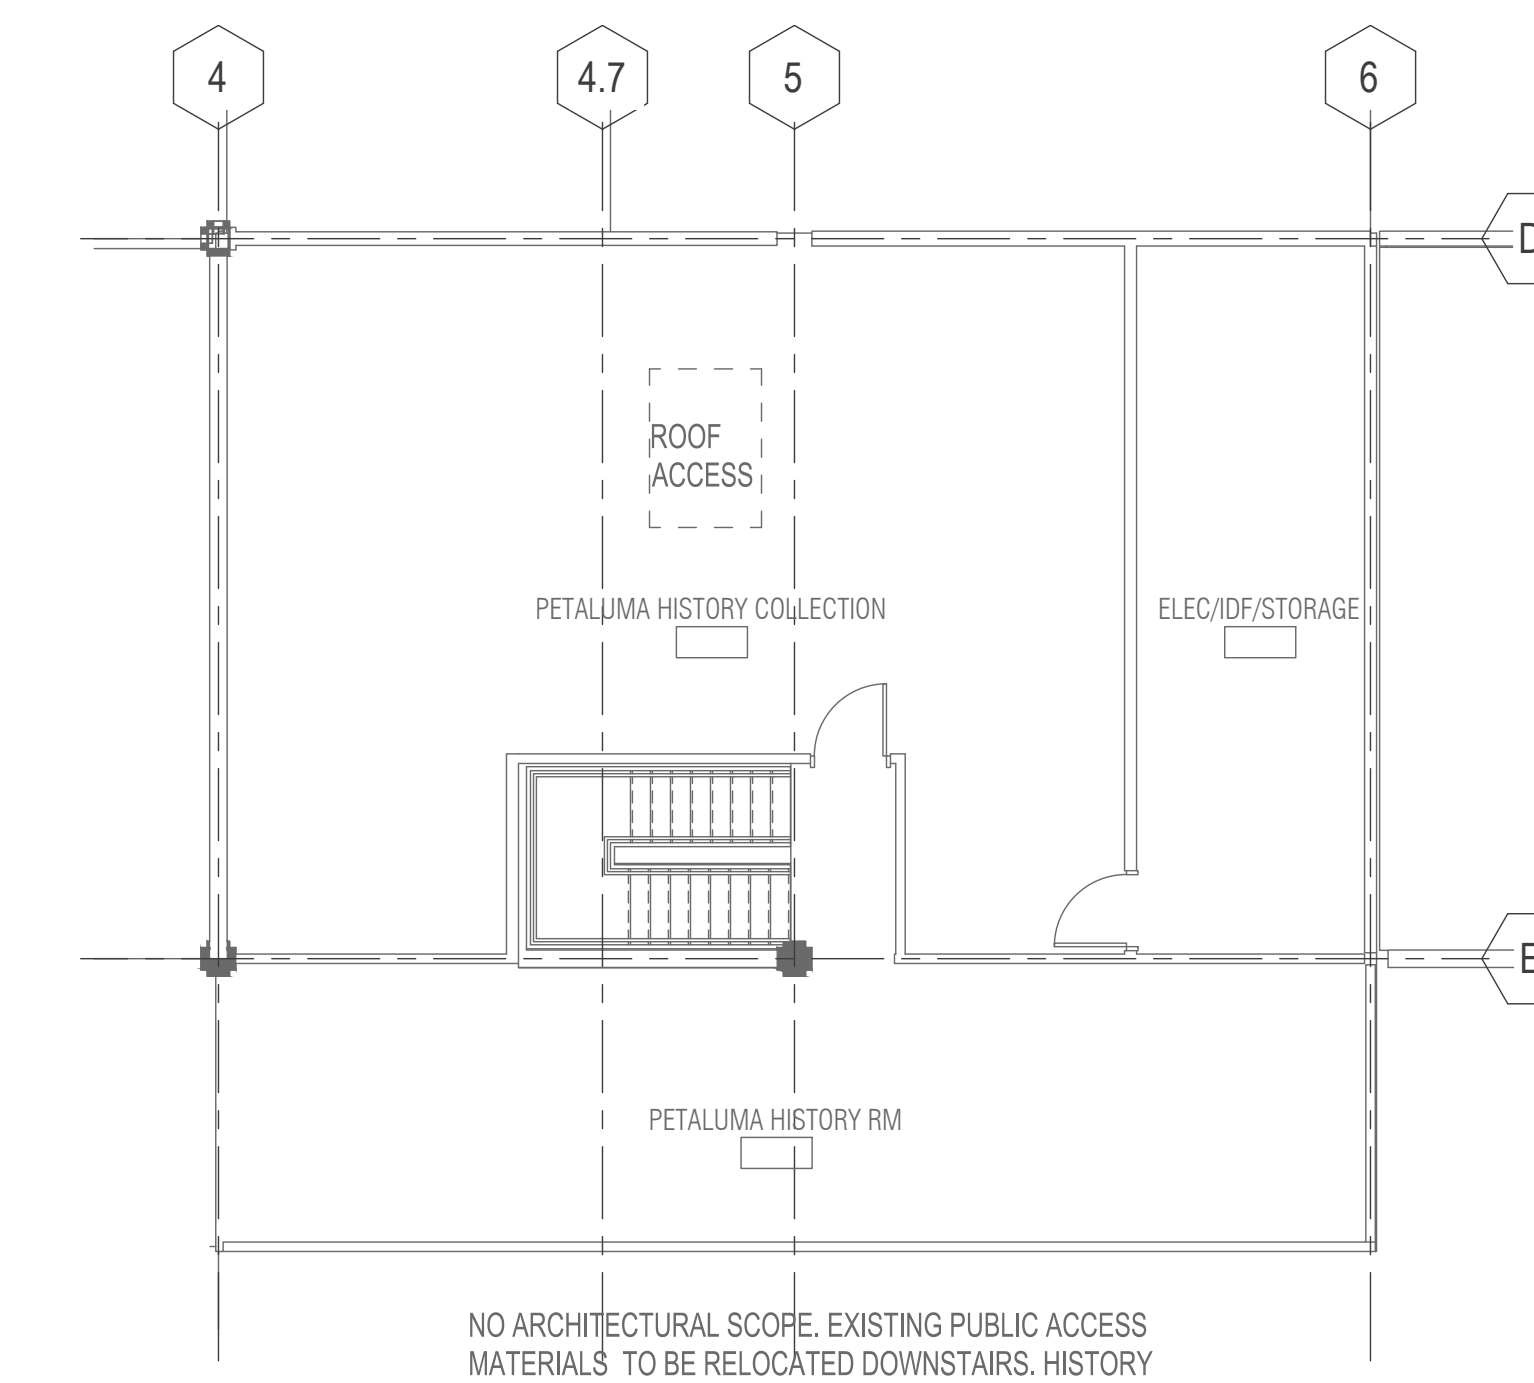 4
4.7
5
6
D
ROOF
ACCESS
PETALUMA HISTORY COLLECTION
ELEC/IDF/STORAGE
E
PETALUMA HISTORY RM
NO ARCHITECTURAL SCOPE. EXISTING PUBLIC ACCESS
MATERIALS TO BE RELOCATED DOWNSTAIRS. HISTORY